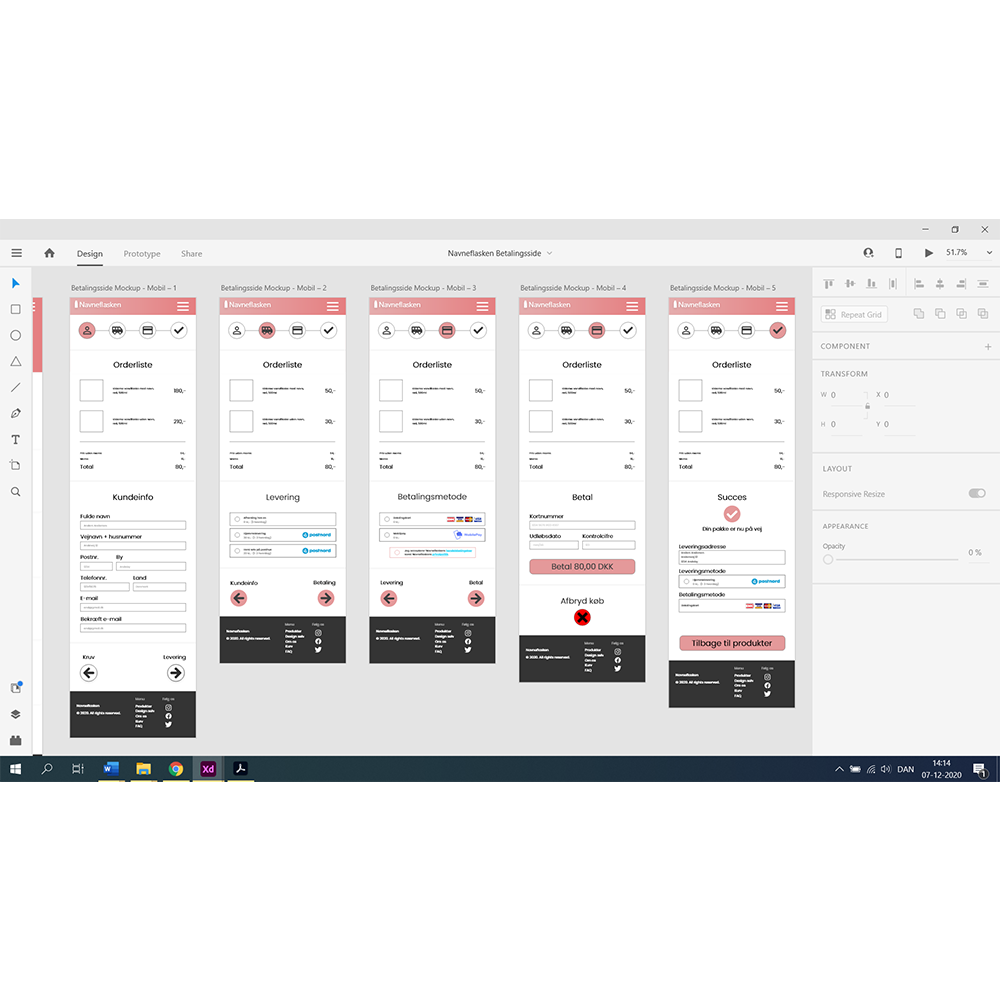 Design
Prototype
Share
Navneflasken Betalingsside
51.7%
Betalingsside Mockup - Mobil – 1
Navneflasken
Orderliste
180,-
210,-
Total
80,-
Kundeinfo
Fulde navn
Vejnavn + husnummer
Postnr.
By
Telefonnr.
Land
E-mail
Bekræft e-mail
Kruv
Levering
Navneflasken
© 2020. All rights reserved.
Menu
Produkter
Design selv
Om os
Kurv
FAQ
Følg os
Betalingsside Mockup - Mobil – 2
Navneflasken
Orderliste
50,-
30,-
Total
80,-
Levering
postnord
postnord
Kundeinfo
Betaling
Navneflasken
© 2020. All rights reserved.
Menu
Produkter
Design selv
Om os
Kurv
FAQ
Følg os
Betalingsside Mockup - Mobil – 3
Navneflasken
Orderliste
50,-
30,-
Total
80,-
Betalingsmetode
MobilePay
Levering
Betal
Navneflasken
© 2020. All rights reserved.
Menu
Produkter
Design selv
Om os
Kurv
FAQ
Følg os
Betalingsside Mockup - Mobil – 4
Navneflasken
Orderliste
50,-
30,-
Total
80,-
Betal
Kortnummer
Udløbsdato
Kontrolcifre
Betal 80,00 DKK
Afbryd køb
Navneflasken
© 2020. All rights reserved.
Menu
Produkter
Design selv
Om os
Kurv
FAQ
Følg os
Betalingsside Mockup - Mobil – 5
Navneflasken
Orderliste
50,-
30,-
Total
80,-
Succes
Din pakke er nu på vej
Leveringsadresse
Leveringsmetode
postnord
Betalingsmetode
Tilbage til produkter
Navneflasken
© 2020. All rights reserved.
Menu
Produkter
Design selv
Om os
Kurv
FAQ
Følg os
Repeat Grid
COMPONENT
TRANSFORM
W 0
X 0
H 0
Y 0
LAYOUT
Responsive Resize
APPEARANCE
Opacity
0 %
Xd
DAN
14:14
07-12-2020
1